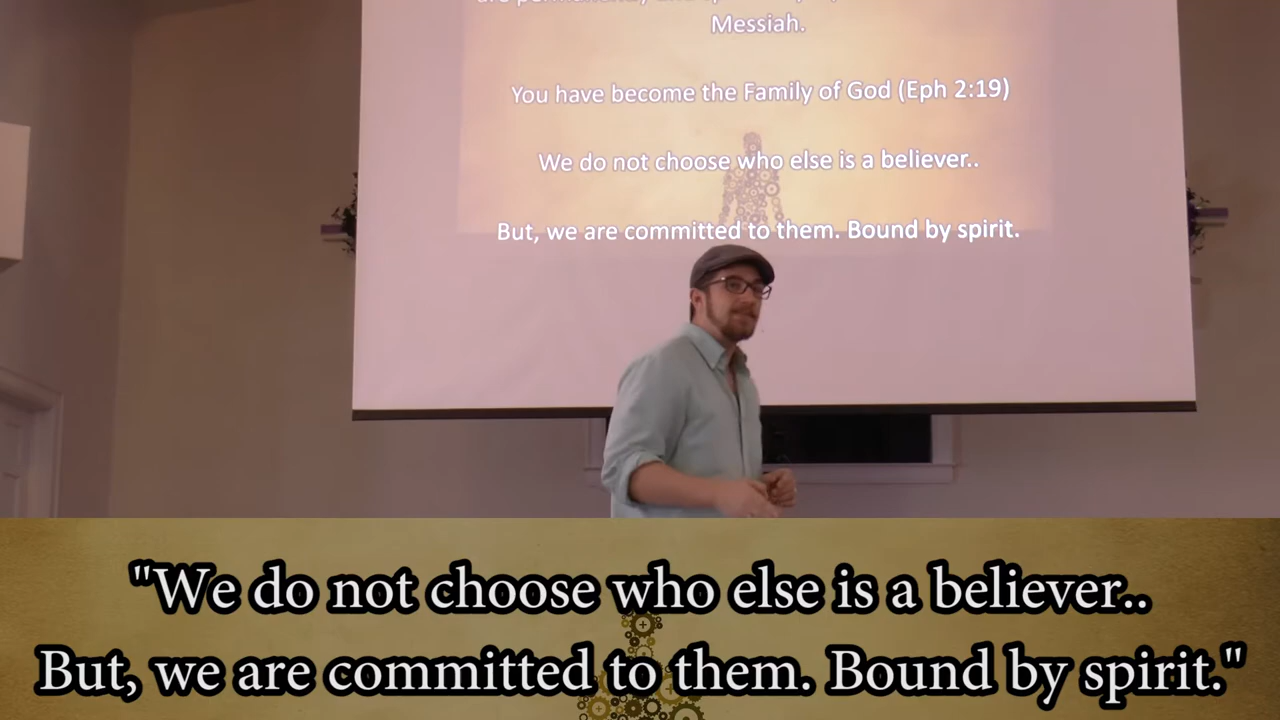 Messiah.
You have become the Family of God (Eph 2:19)
We do not choose who else is a believer..
But, we are committed to them. Bound by spirit.
"We do not choose who else is a believer..
But, we are committed to them. Bound by spirit."